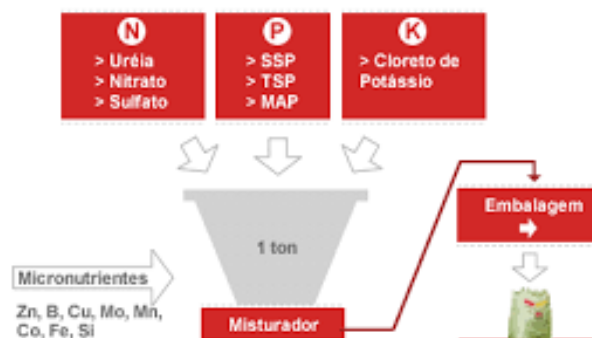 N
> Uréia
> Nitrato
> Sulfato
P
> SSP
> TSP
> MAP
K
> Cloreto de
Potássio
1 ton
Embalagem
Micronutrientes
Zn, B, Cu, Mo, Mn,
Co, Fe, Si
Misturador